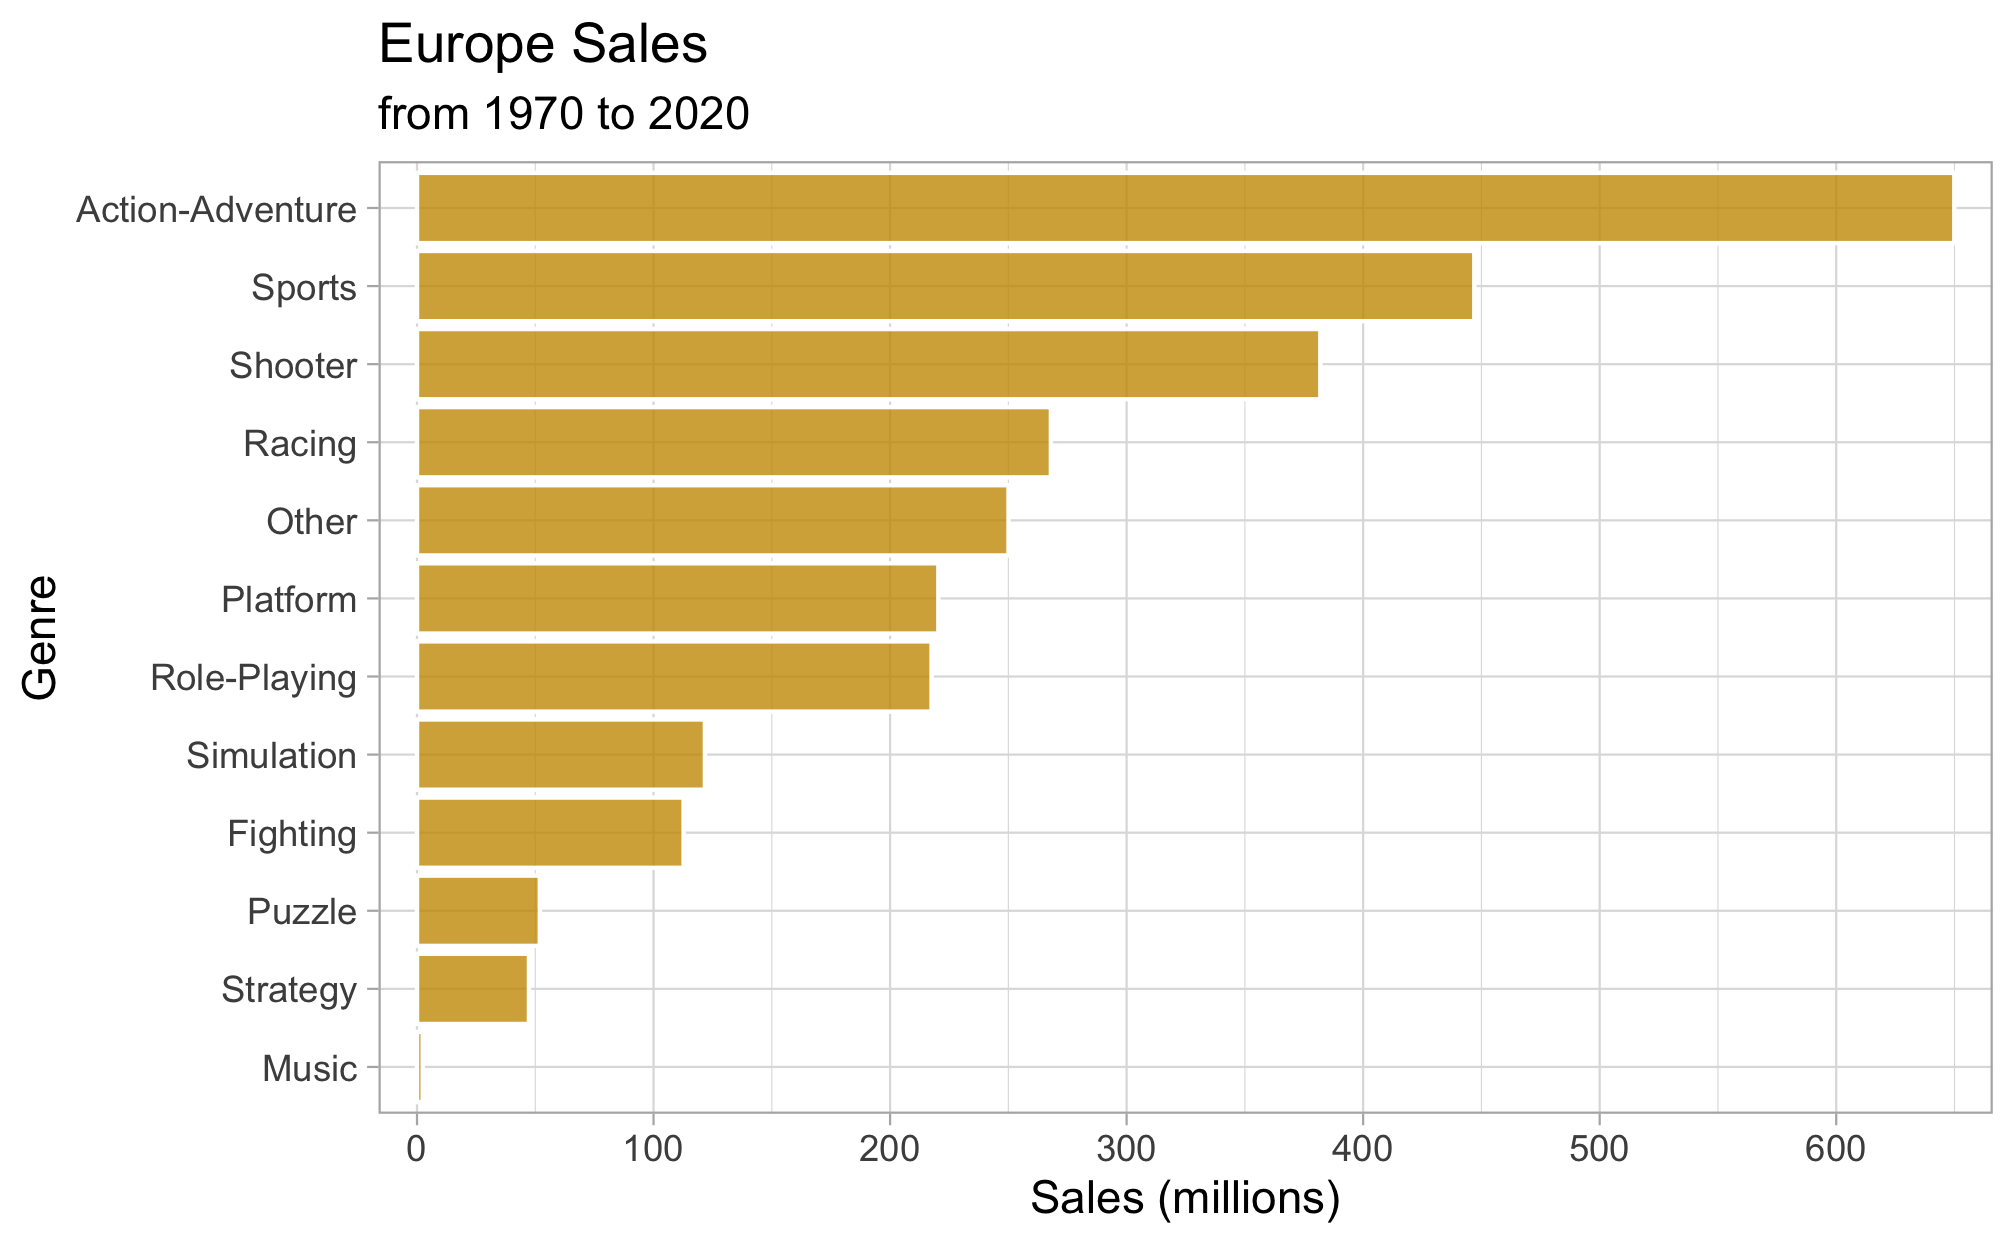 Europe Sales
from 1970 to 2020
Genre
Action-Adventure
Sports
Shooter
Racing
Other
Platform
Role-Playing
Simulation
Fighting
Puzzle
Strategy
Music
0 100 200 300 400 500 600
Sales (millions)